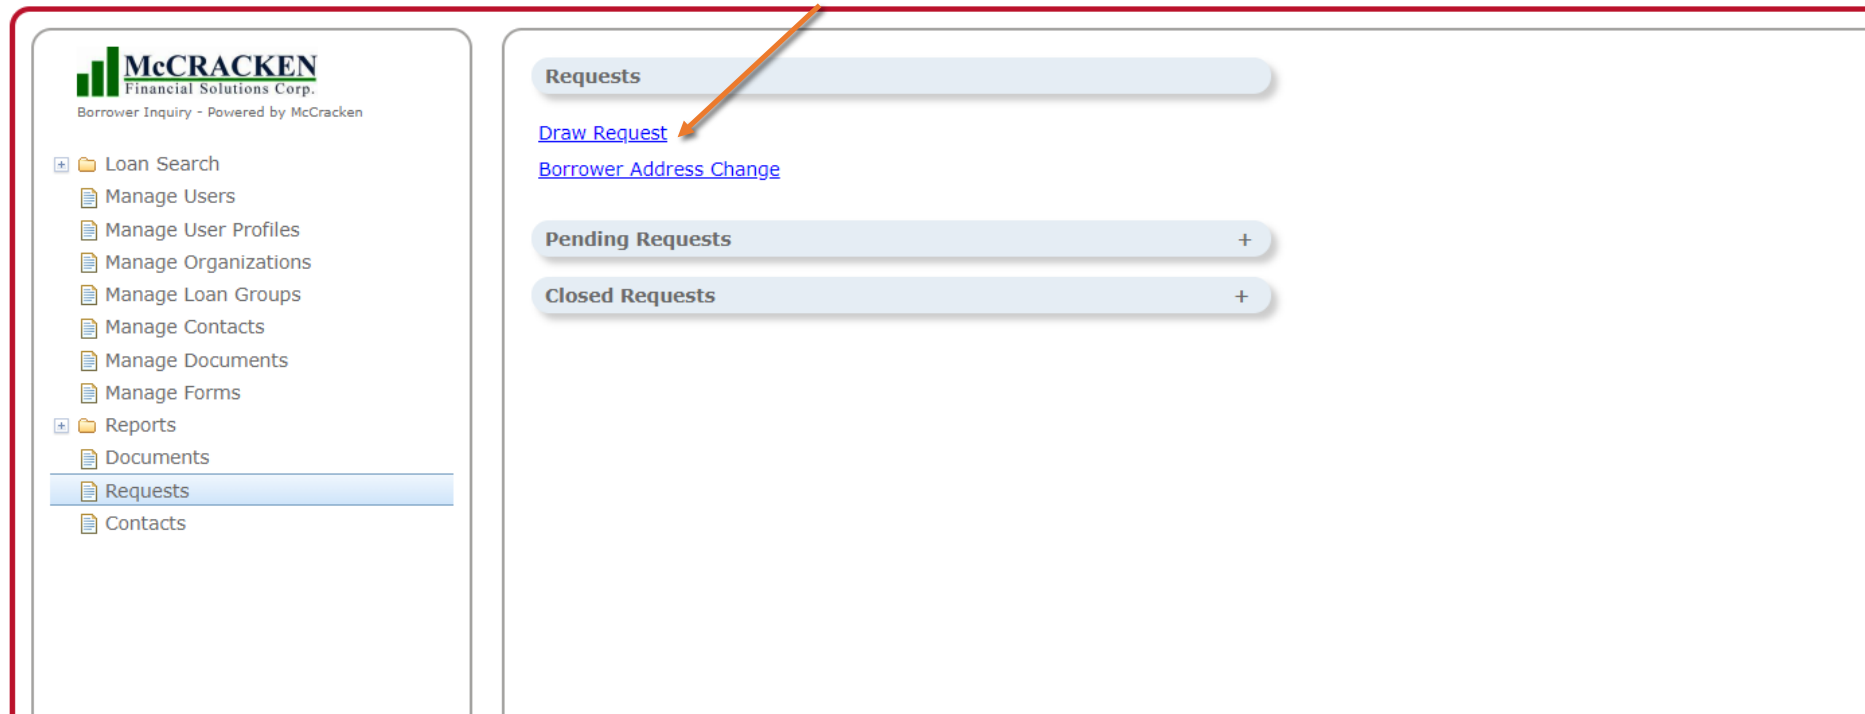 McCRACKEN
Financial Solutions Corp.
Borrower Inquiry - Powered by McCracken
Loan Search
Manage Users
Manage User Profiles
Manage Organizations
Manage Loan Groups
Manage Contacts
Manage Documents
Manage Forms
Reports
Documents
Requests
Contacts
Requests
Draw Request
Borrower Address Change
Pending Requests +
Closed Requests +